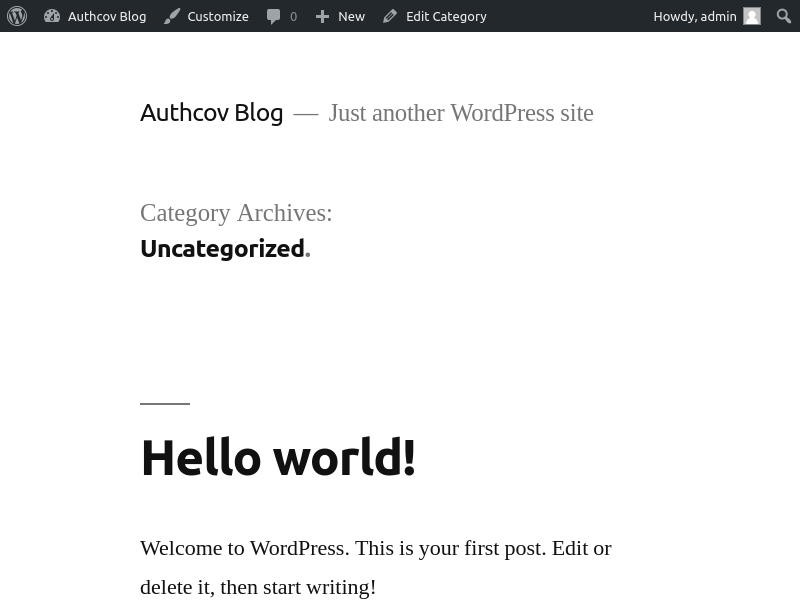 Authcov Blog Customize 0 New Edit Category Howdy, admin
Authcov Blog — Just another WordPress site
Category Archives:
Uncategorized.
Hello world!
Welcome to WordPress. This is your first post. Edit or
delete it, then start writing!